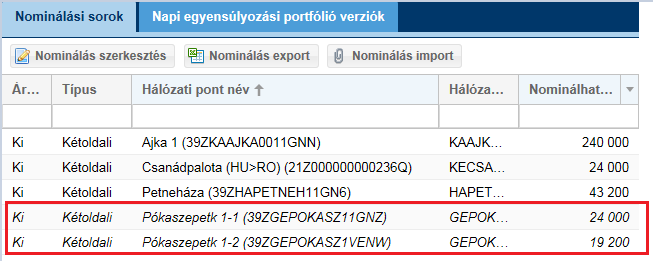 Nominálási sorok Napi egyensúlyozási portfólió verziók
Nominálás szerkesztés Nominálás export Nominálás import
Ár... Típus Hálózati pont név Hálóza... Nominálhat...
Ki Kétoldali Ajka 1 (39ZKAAJKA0011GNN) KAAJK... 240 000
Ki Kétoldali Csanádpalota (HU>RO) (21Z000000000236Q) KECSA... 24 000
Ki Kétoldali Petneháza (39ZHAPETNEH11GN6) HAPET... 43 200
Ki Kétoldali Pókaszepetk 1-1 (39ZGEPOKASZ11GNZ) GEPOK... 24 000
Ki Kétoldali Pókaszepetk 1-2 (39ZGEPOKASZ1VENW) GEPOK... 19 200